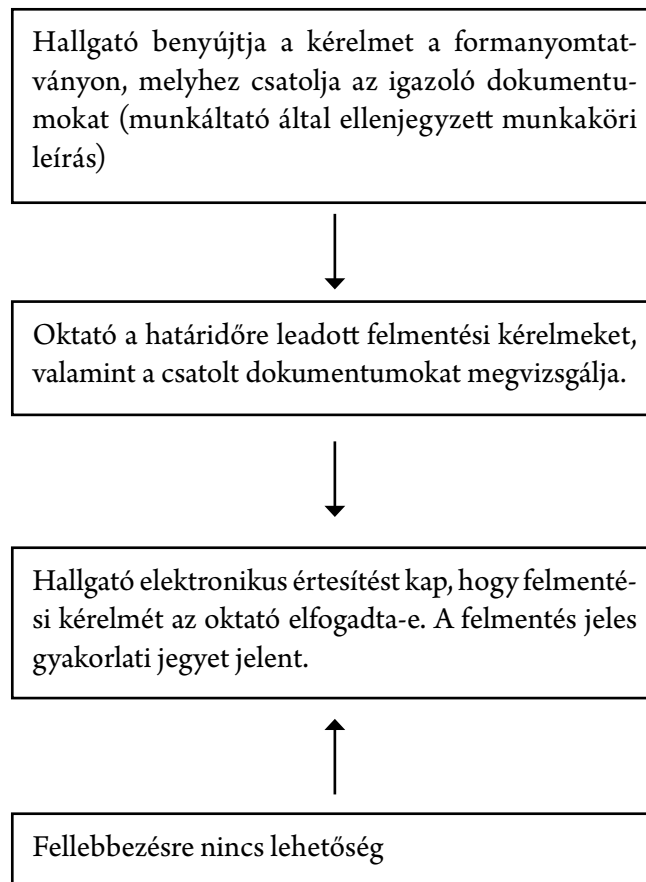 Hallgató benyújtja a kérelmet a formanyomtat-
ványon, melyhez csatolja az igazoló dokumentu-
mokat (munkáltató által ellenjegyzett munkaköri
leírás)
Oktató a határidőre leadott felmentési kérelmeket,
valamint a csatolt dokumentumokat megvizsgálja.
Hallgató elektronikus értesítést kap, hogy felmenté-
si kérelmét az oktató elfogadta-e. A felmentés jeles
gyakorlati jegyet jelent.
Fellebbezésre nincs lehetőség